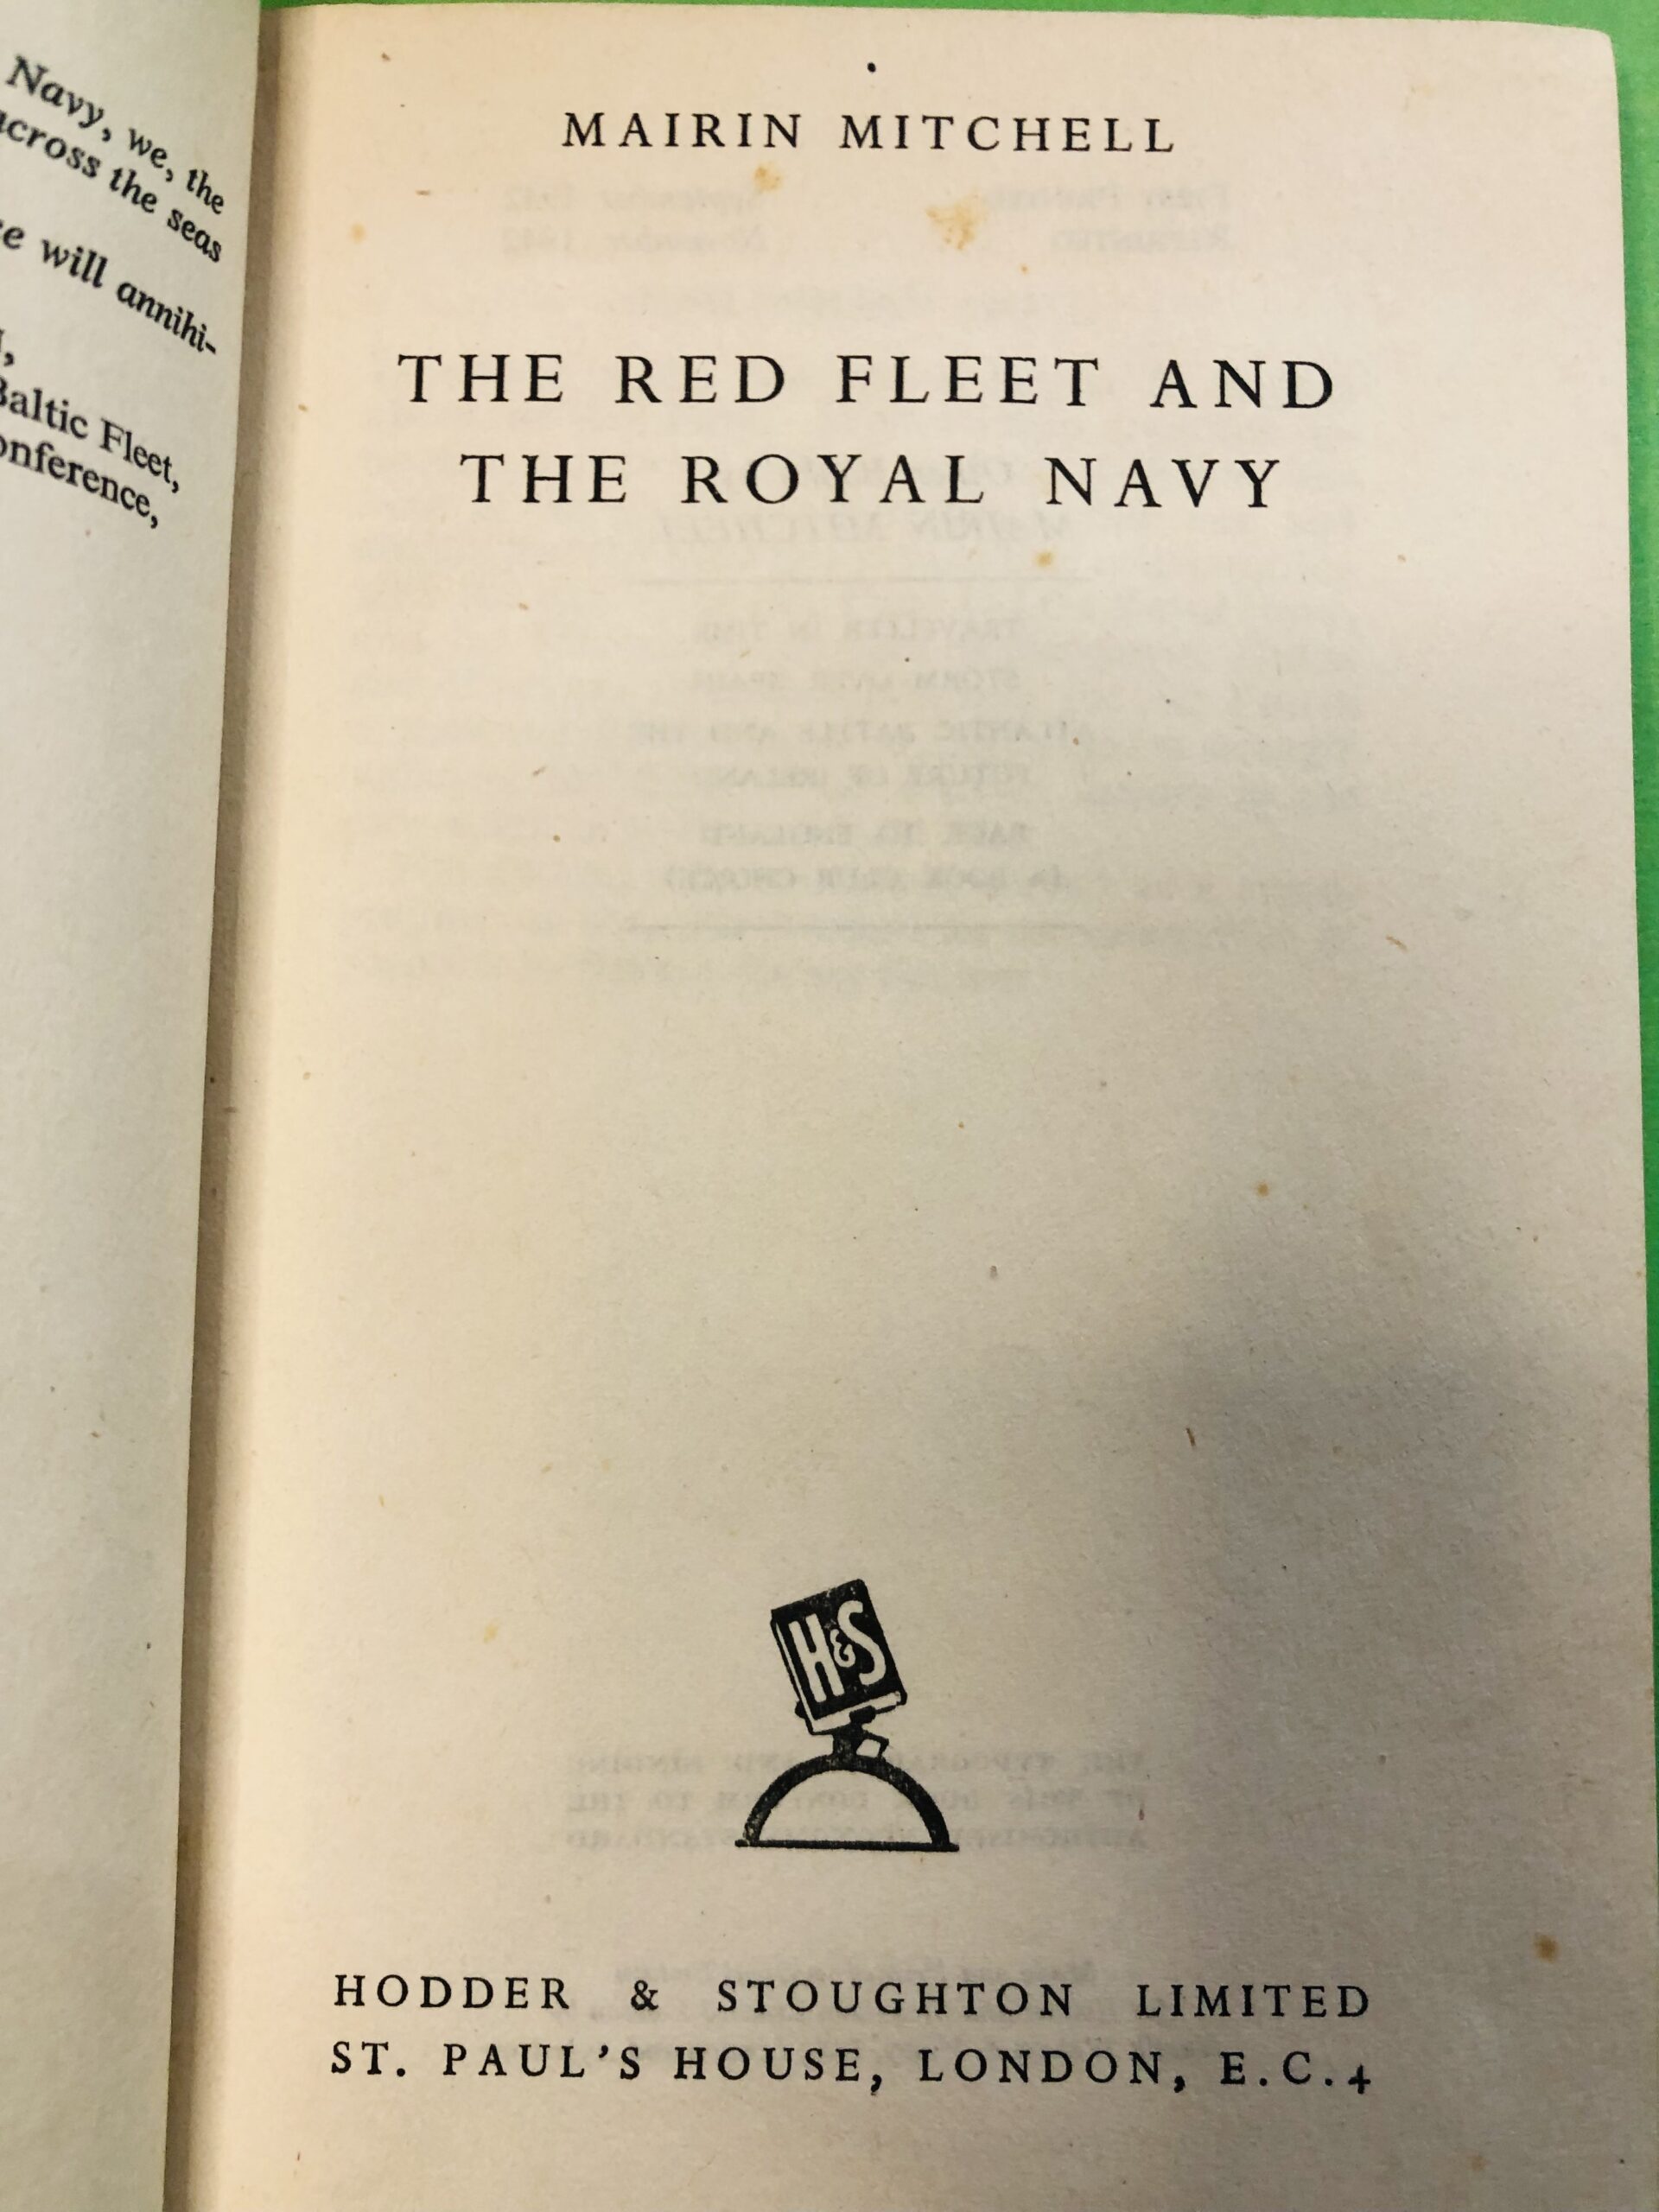 Navy, we, the
across the seas
will annihi-
Baltic Fleet,
onference,
MAIRIN MITCHELL
THE RED FLEET AND
THE ROYAL NAVY
H&S
HODDER & STOUGHTON LIMITED
ST. PAUL'S HOUSE, LONDON, E.C.4